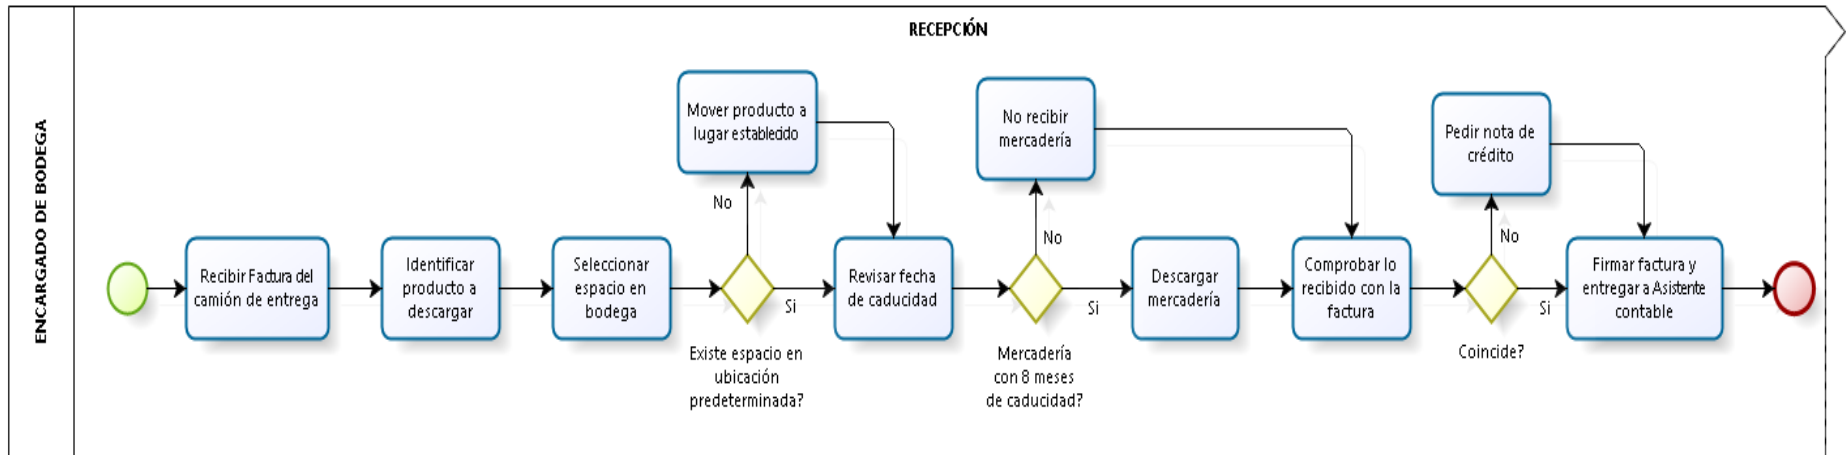 RECEPCIÓN
ENCARGADO DE BODEGA
Recibir Factura del
camión de entrega
Identificar
producto a
descargar
Seleccionar
espacio en
bodega
Mover producto a
lugar establecido
No
Si
Existe espacio en
ubicación
predeterminada?
Revisar fecha
de caducidad
No recibir
mercadería
No
Si
Mercadería
con 8 meses
de caducidad?
Descargar
mercadería
Comprobar lo
recibido con la
factura
Pedir nota de
crédito
No
Si
Coincide?
Firmar factura y
entregar a Asistente
contable